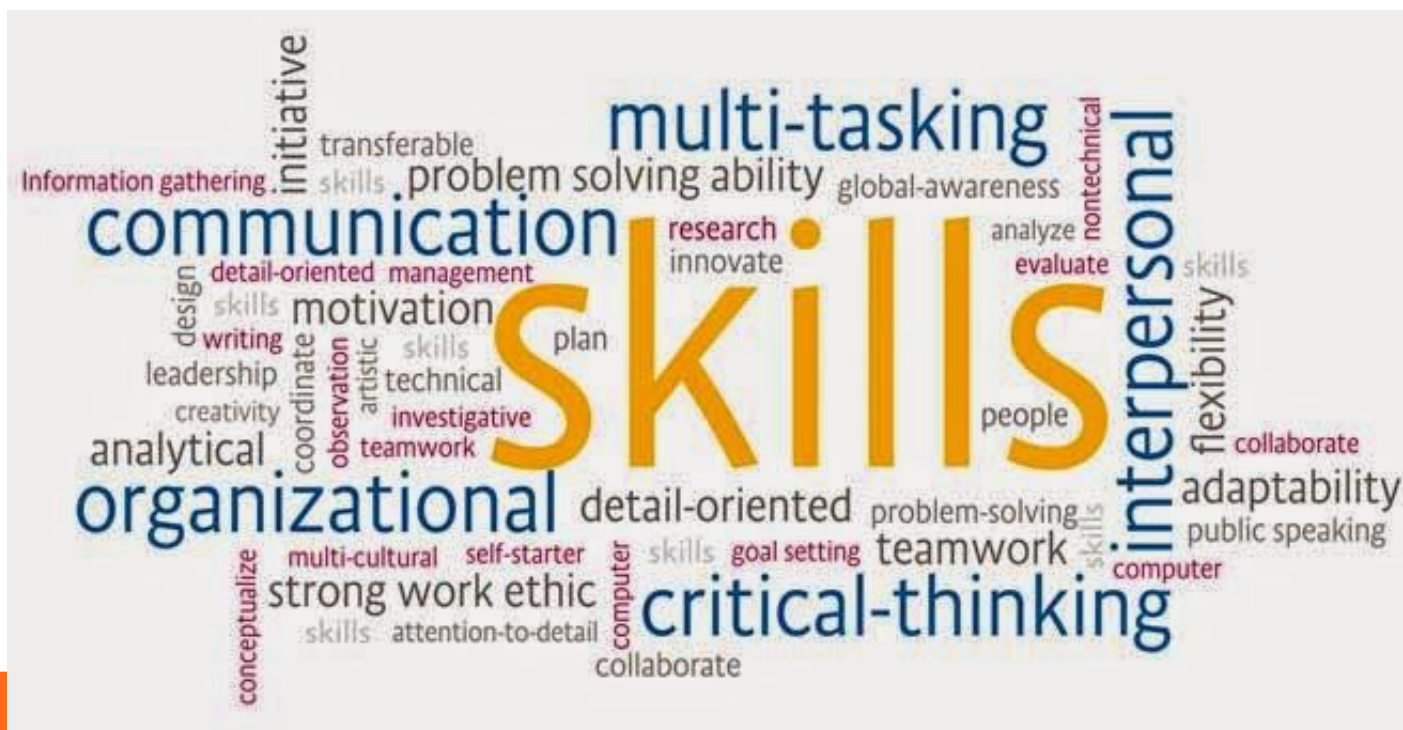 initiative
multi-tasking
nontechnical
interpersonal
transferable
Information gathering
skills
problem solving ability
global-awareness
communication
skills
research
analyze
innovate
evaluate
skills
detail-oriented
management
design
skills
motivation
flexibility
writing
coordinate
observation
artistic
skills
plan
leadership
technical
creativity
investigative
people
analytical
teamwork
collaborate
organizational
detail-oriented
problem-solving
skills
adaptability
public speaking
multi-cultural
self-starter
computer
skills
goal setting
teamwork
computer
conceptualize
strong work ethic
critical-thinking
skills
attention-to-detail
collaborate